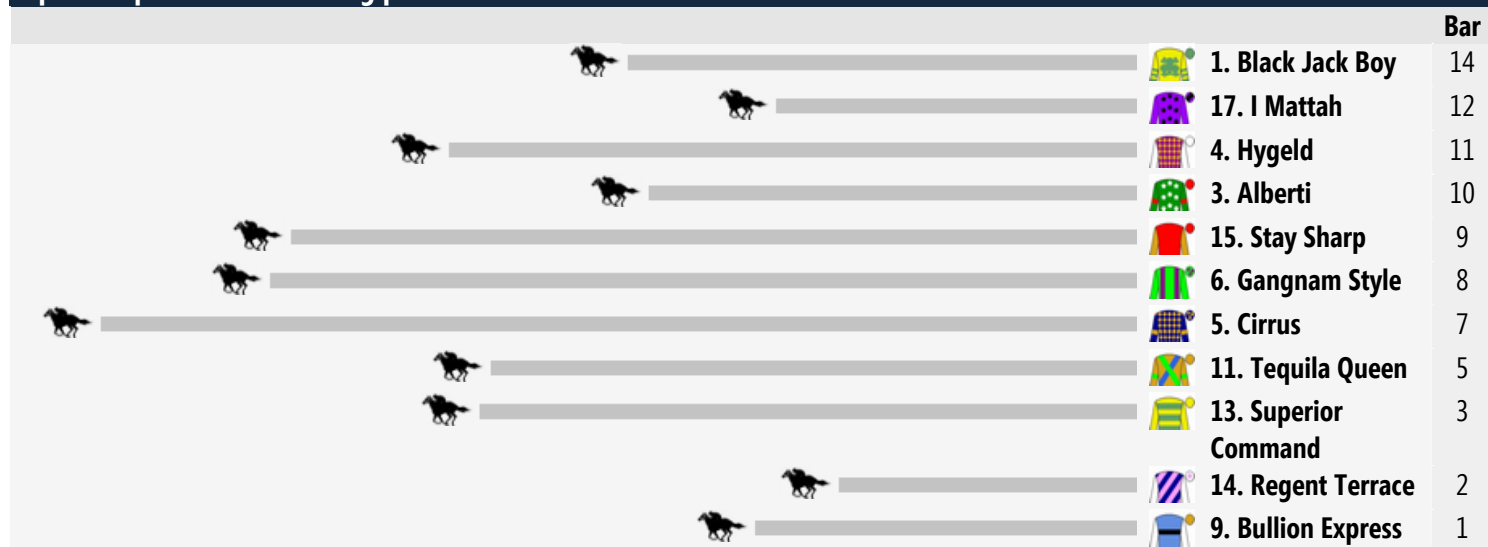 Bar
1. Black Jack Boy 14
17. I Mattah 12
4. Hygeld 11
3. Alberti 10
15. Stay Sharp 9
6. Gangnam Style 8
5. Cirrus 7
11. Tequila Queen 5
13. Superior 3
Command
14. Regent Terrace 2
9. Bullion Express 1